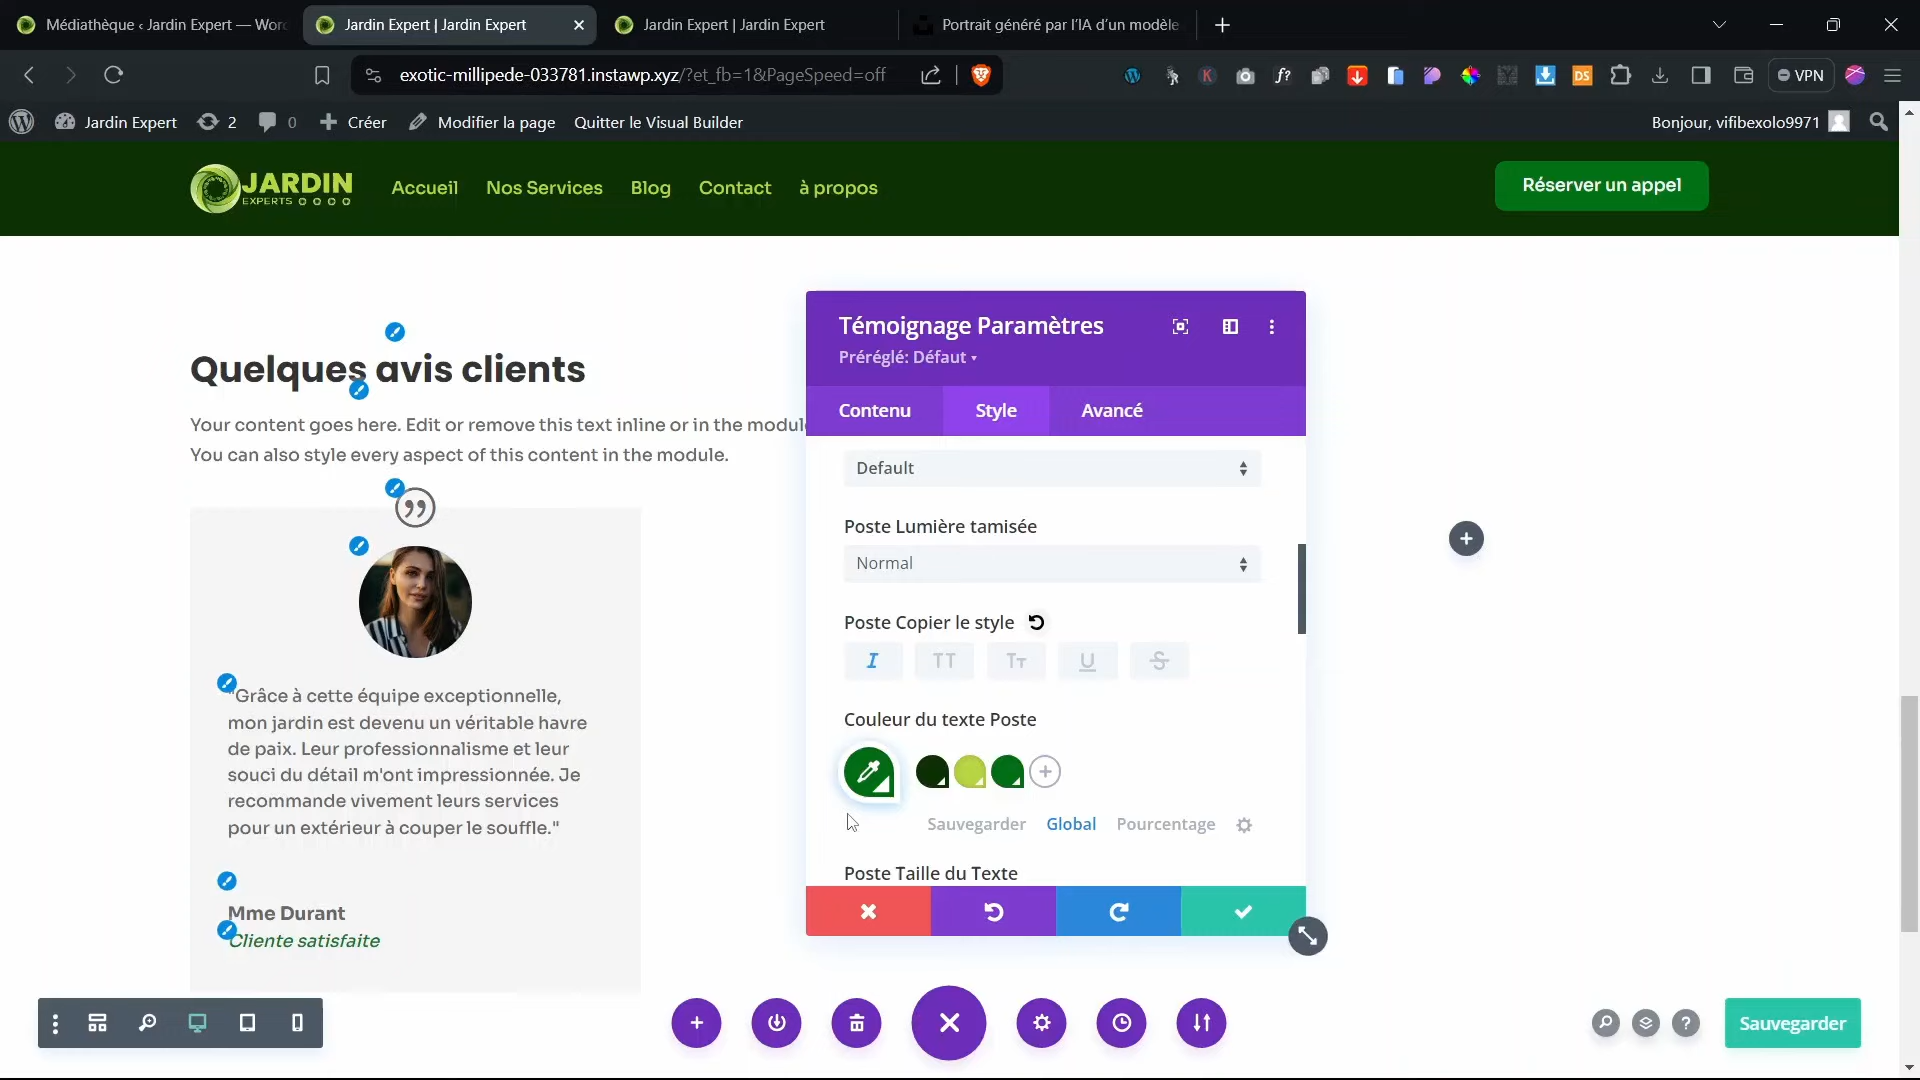 Médiathèque ‹ Jardin Expert — Wor
Jardin Expert | Jardin Expert
Jardin Expert | Jardin Expert
Portrait généré par l'IA d'un modèle
exotic-millipede-033781.instawp.xyz/?et_fb=1&PageSpeed=off
VPN
Jardin Expert
2
0
Créer
Modifier la page
Quitter le Visual Builder
Bonjour, vifibexolo9971
JARDIN
EXPERTS
Accueil
Nos Services
Blog
Contact
à propos
Réserver un appel
Quelques avis clients
Your content goes here. Edit or remove this text inline or in the modul
You can also style every aspect of this content in the module.
"Grâce à cette équipe exceptionnelle,
mon jardin est devenu un véritable havre
de paix. Leur professionnalisme et leur
souci du détail m'ont impressionnée. Je
recommande vivement leurs services
pour un extérieur à couper le souffle."
Mme Durant
Cliente satisfaite
Témoignage Paramètres
Préréglé: Défaut
Contenu
Style
Avancé
Default
Poste Lumière tamisée
Normal
Poste Copier le style
I
TT
Tт
U
S
Couleur du texte Poste
Sauvegarder
Global
Pourcentage
Poste Taille du Texte
Sauvegarder